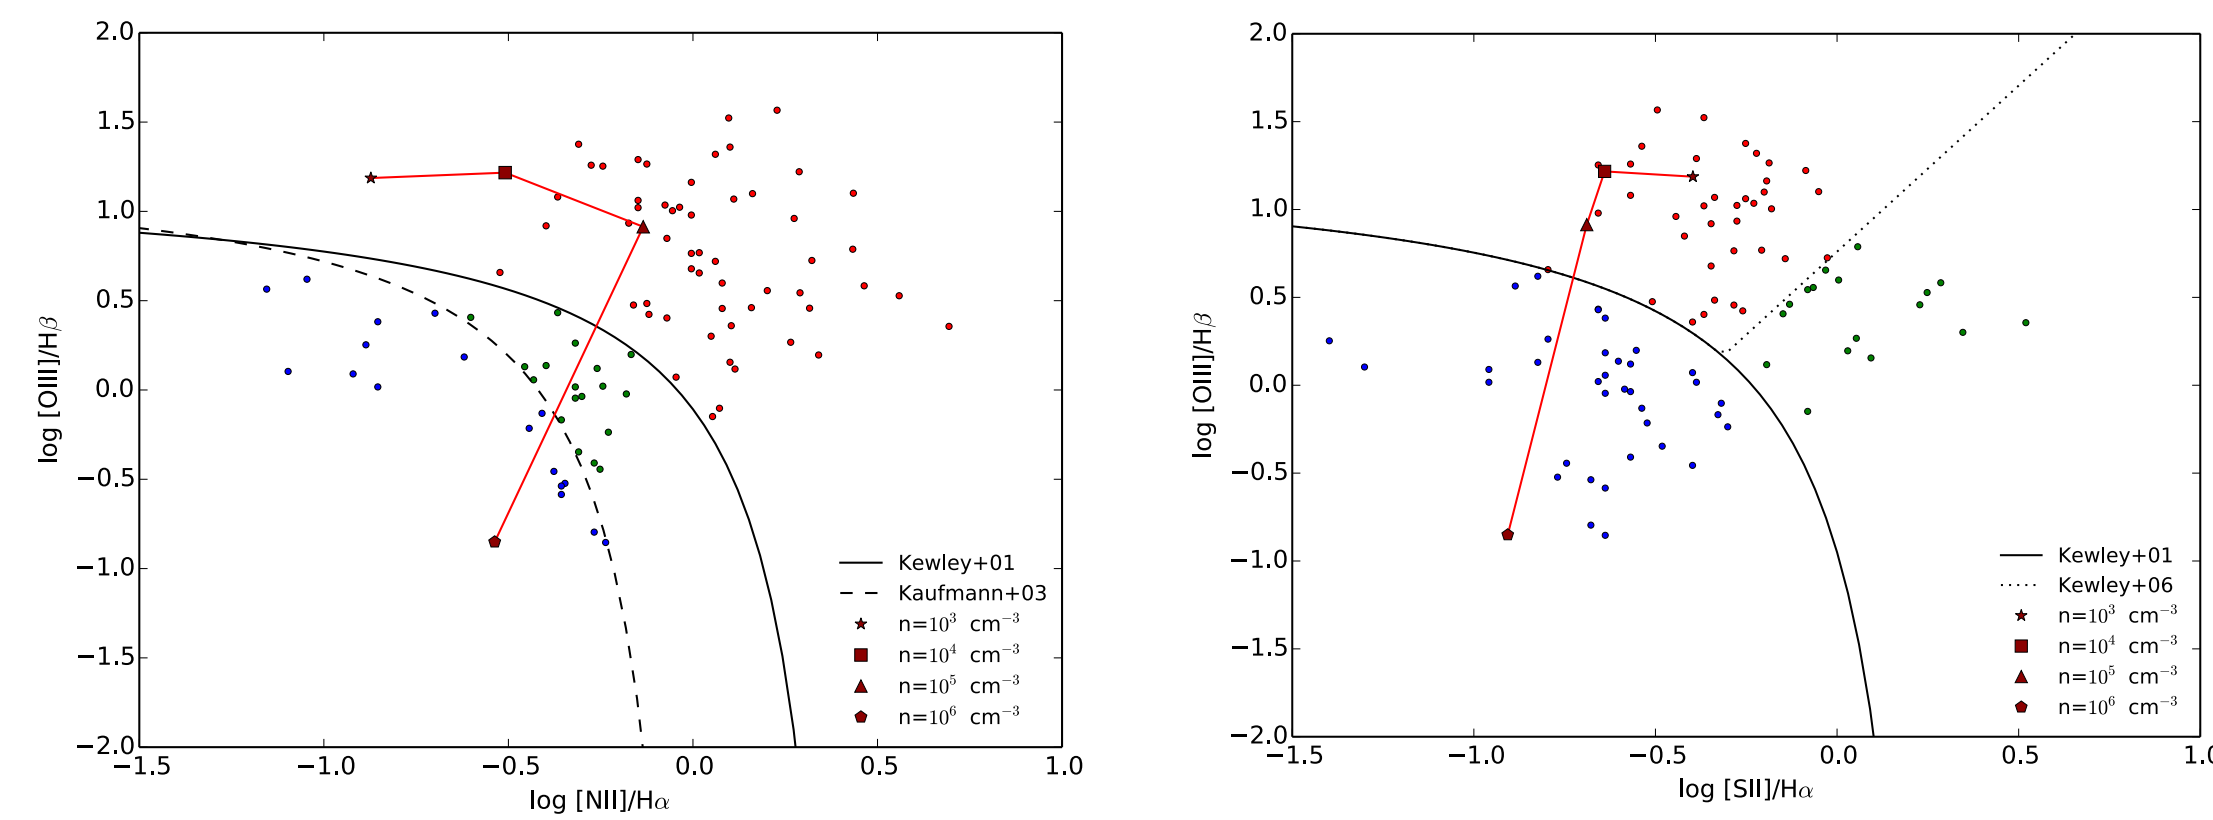 2.0
1.5
1.0
0.5
0.0
−0.5
−1.0
−1.5
−2.0
−1.5 −1.0 −0.5 0.0 0.5 1.0
log [OIII]/Hβ
log [NII]/Hα
Kewley+01
Kaufmann+03
n=10³ cm⁻³
n=10⁴ cm⁻³
n=10⁵ cm⁻³
n=10⁶ cm⁻³
2.0
1.5
1.0
0.5
0.0
−0.5
−1.0
−1.5
−2.0
−1.5 −1.0 −0.5 0.0 0.5 1.0
log [OIII]/Hβ
log [SII]/Hα
Kewley+01
Kewley+06
n=10³ cm⁻³
n=10⁴ cm⁻³
n=10⁵ cm⁻³
n=10⁶ cm⁻³